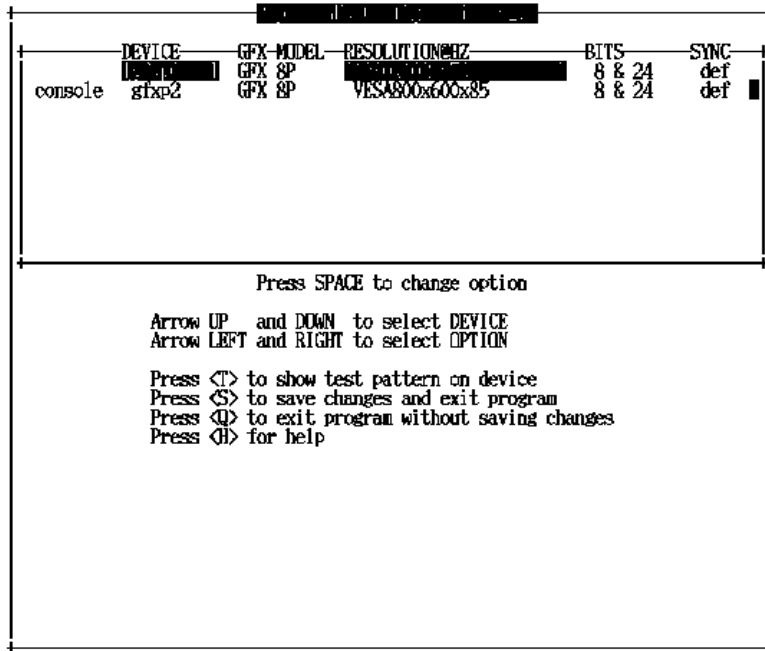 DEVICE GFX-MODEL RESOLUTION@HZ BITS SYNC
GFX 8P 8 & 24 def
console gfxp2 GFX 8P VESA800x600x85 8 & 24 def
Press SPACE to change option
Arrow UP and DOWN to select DEVICE
Arrow LEFT and RIGHT to select OPTION
Press <T> to show test pattern on device
Press <S> to save changes and exit program
Press <Q> to exit program without saving changes
Press <H> for help